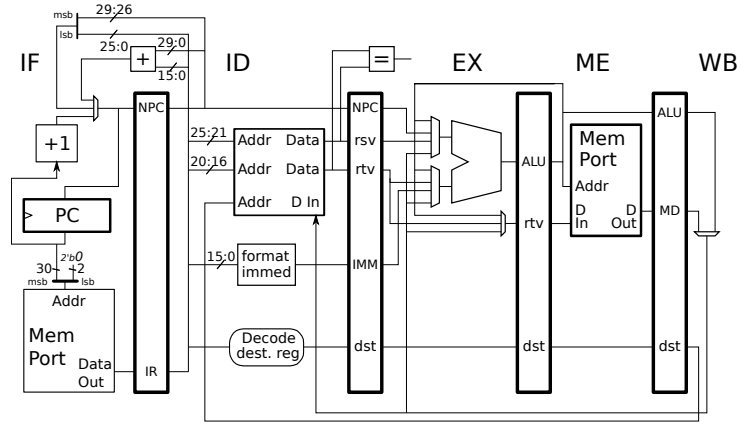 msb
29:26
lsb
25:0
29:0
15:0
+
=
IF
ID
EX
ME
WB
+1
NPC
NPC
ALU
25:21
Addr
Data
rsv
20:16
Addr
Data
rtv
Addr
D In
ALU
Mem
Port
Addr
D
In
D
Out
MD
rtv
PC
30
2'b0
2
msb
lsb
Addr
15:0
format
immed
IMM
Mem
Port
Data
Out
IR
Decode
dest. reg
dst
dst
dst